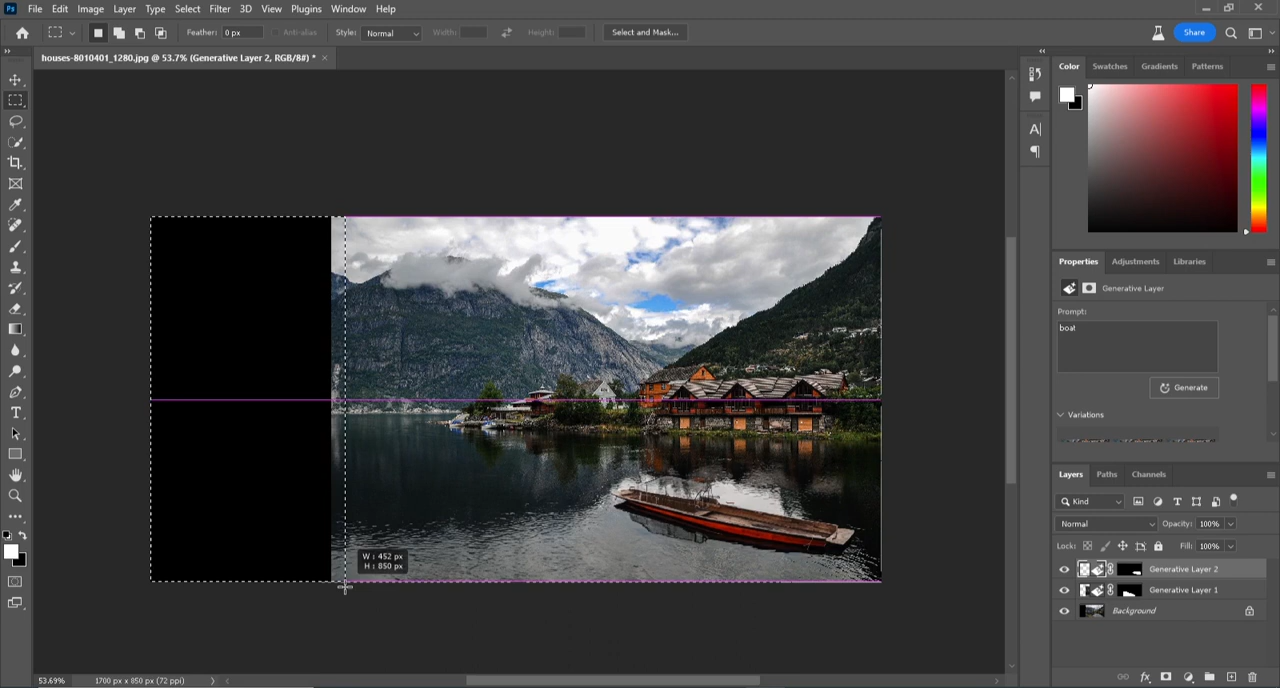 Ps File Edit Image Layer Type Select Filter 3D View Plugins Window Help
Feather: 0 px Anti-alias Style: Normal Width: Height: Select and Mask... Share
houses-8010401_1280.jpg @ 53.7% (Generative Layer 2, RGB/8#) * ×
Color Swatches Gradients Patterns
Properties Adjustments Libraries
Generative Layer
Prompt:
boat
Generate
Variations
Layers Paths Channels
Kind
Normal Opacity: 100%
Lock: Fill: 100%
Generative Layer 2
Generative Layer 1
Background
W : 452 px
H : 850 px
53.69% 1700 px x 850 px (72 ppi)